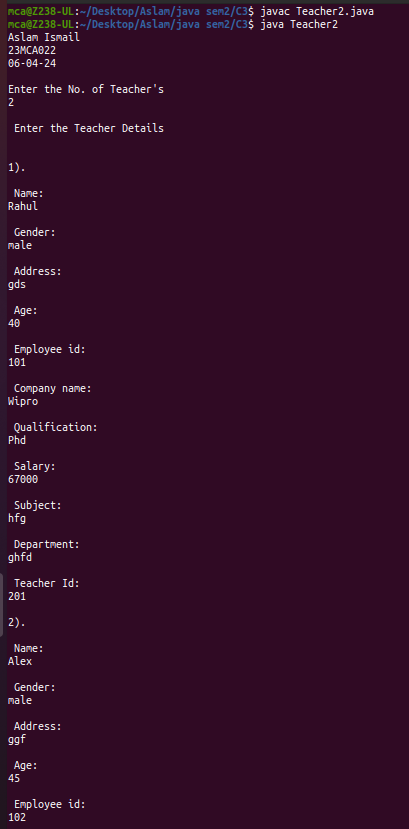 mca@Z238-UL:~/Desktop/Aslam/java sem2/C3$ javac Teacher2.java
mca@Z238-UL:~/Desktop/Aslam/java sem2/C3$ java Teacher2
Aslam Ismail
23MCA022
06-04-24
Enter the No. of Teacher's
2
Enter the Teacher Details
1).
Name:
Rahul
Gender:
male
Address:
gds
Age:
40
Employee id:
101
Company name:
Wipro
Qualification:
Phd
Salary:
67000
Subject:
hfg
Department:
ghfd
Teacher Id:
201
2).
Name:
Alex
Gender:
male
Address:
ggf
Age:
45
Employee id:
102